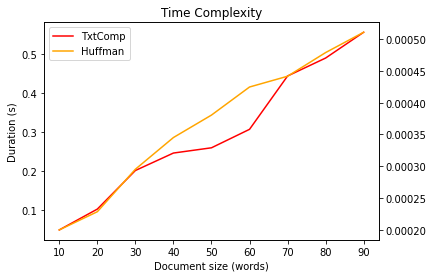 Time Complexity
TxtComp
Huffman
Duration (s)
0.5
0.4
0.3
0.2
0.1
0.00050
0.00045
0.00040
0.00035
0.00030
0.00025
0.00020
10 20 30 40 50 60 70 80 90
Document size (words)